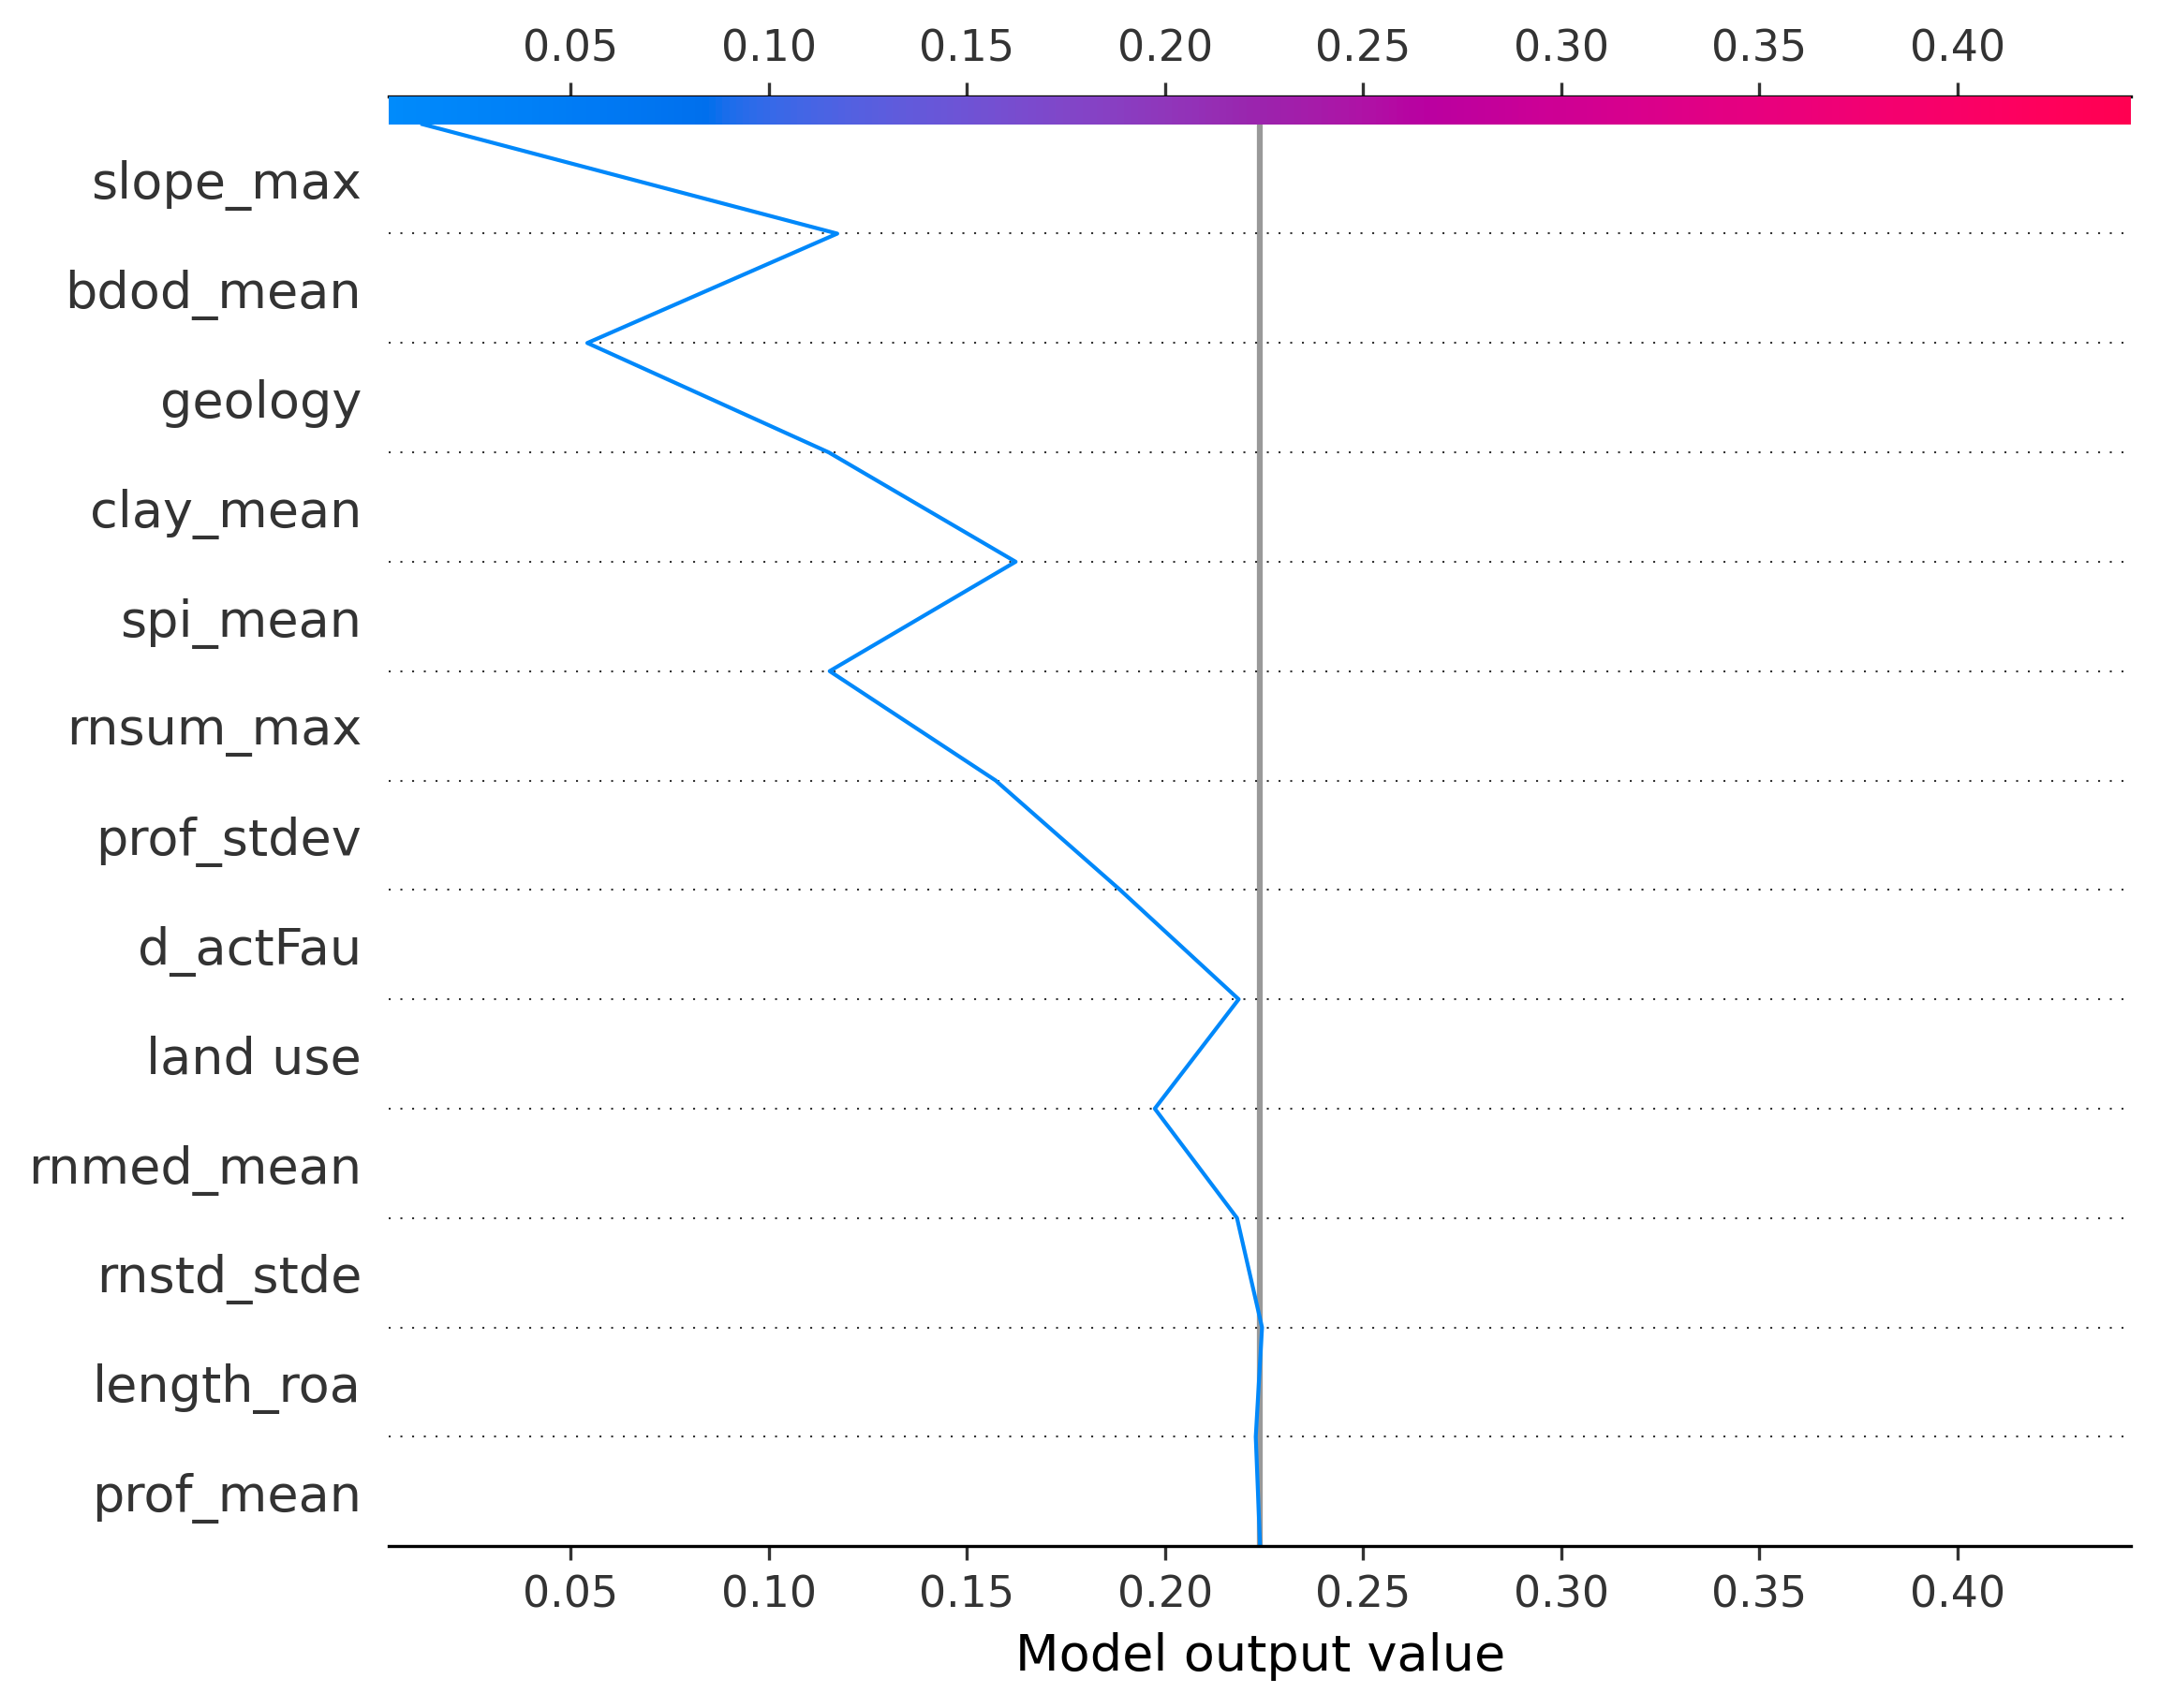 0.05 0.10 0.15 0.20 0.25 0.30 0.35 0.40
slope_max
bdod_mean
geology
clay_mean
spi_mean
rnsum_max
prof_stdev
d_actFau
land use
rnmed_mean
rnstd_stde
length_roa
prof_mean
0.05 0.10 0.15 0.20 0.25 0.30 0.35 0.40
Model output value